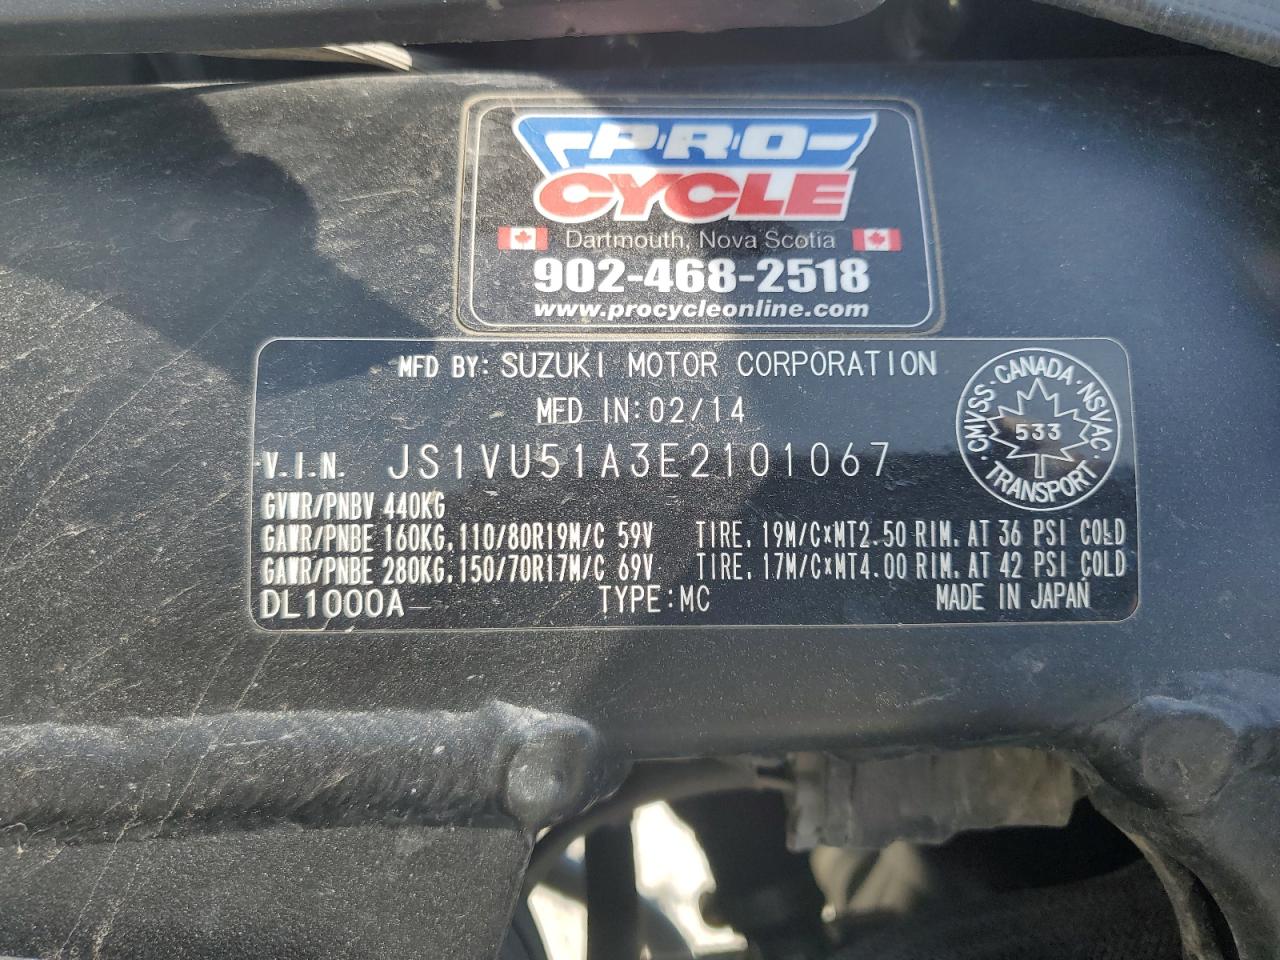 PRO
CYCLE
Dartmouth, Nova Scotia
902-468-2518
www.procycleonline.com
MFD BY: SUZUKI MOTOR CORPORATION
MFD IN: 02/14
V.I.N. JS1VU51A3E2101067
CMVSS · CANADA · NSVAC
533
TRANSPORT
GVWR/PNBV 440KG
GAWR/PNBE 160KG, 110/80R19M/C 59V TIRE, 19M/C×MT2.50 RIM, AT 36 PSI COLD
GAWR/PNBE 280KG, 150/70R17M/C 69V TIRE, 17M/C×MT4.00 RIM, AT 42 PSI COLD
DL1000A TYPE: MC MADE IN JAPAN